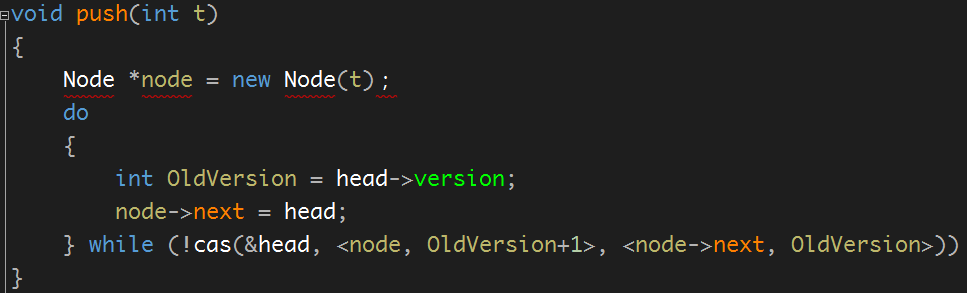 void push(int t)
{
    Node *node = new Node(t);
    do
    {
        int OldVersion = head->version;
        node->next = head;
    } while (!cas(&head, <node, OldVersion+1>, <node->next, OldVersion>))
}